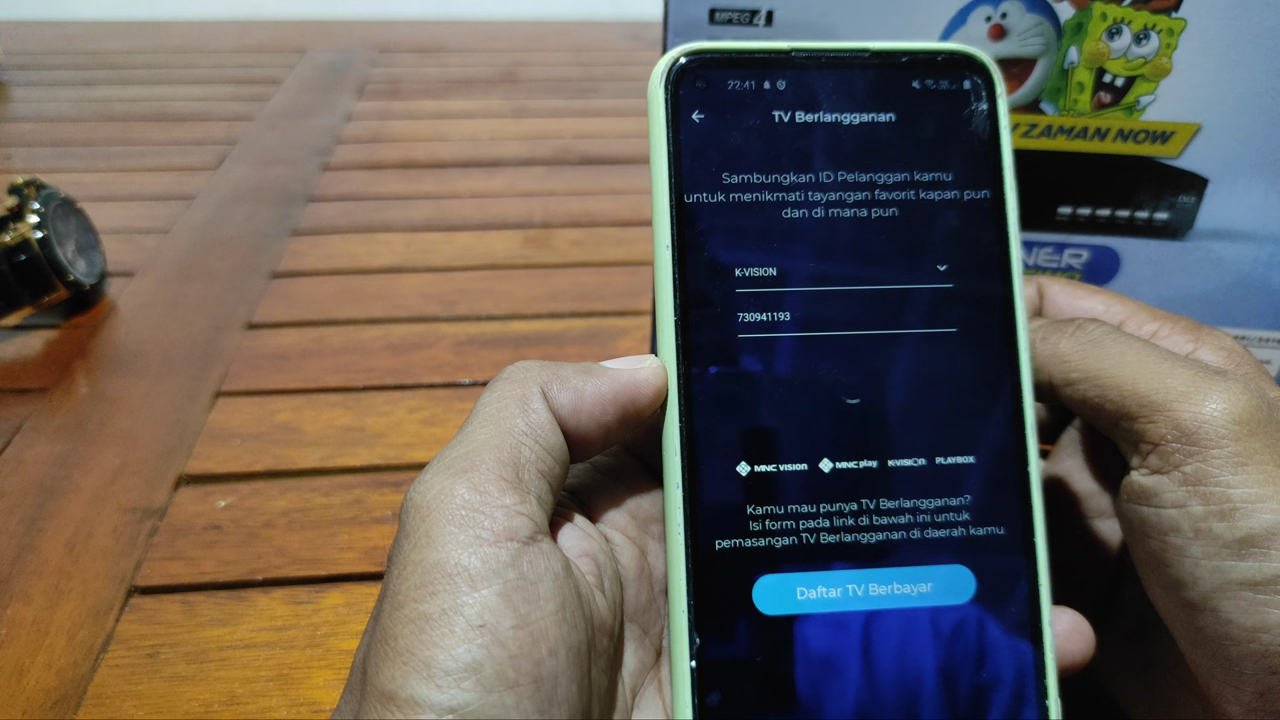 MPEG 4
ZAMAN NOW
NER
22:41
TV Berlangganan
Sambungkan ID Pelanggan kamu
untuk menikmati tayangan favorit kapan pun
dan di mana pun
K-VISION
730941193
MNC VISION MNC play K-VISION PLAYBOX
Kamu mau punya TV Berlangganan?
Isi form pada link di bawah ini untuk
pemasangan TV Berlangganan di daerah kamu
Daftar TV Berbayar